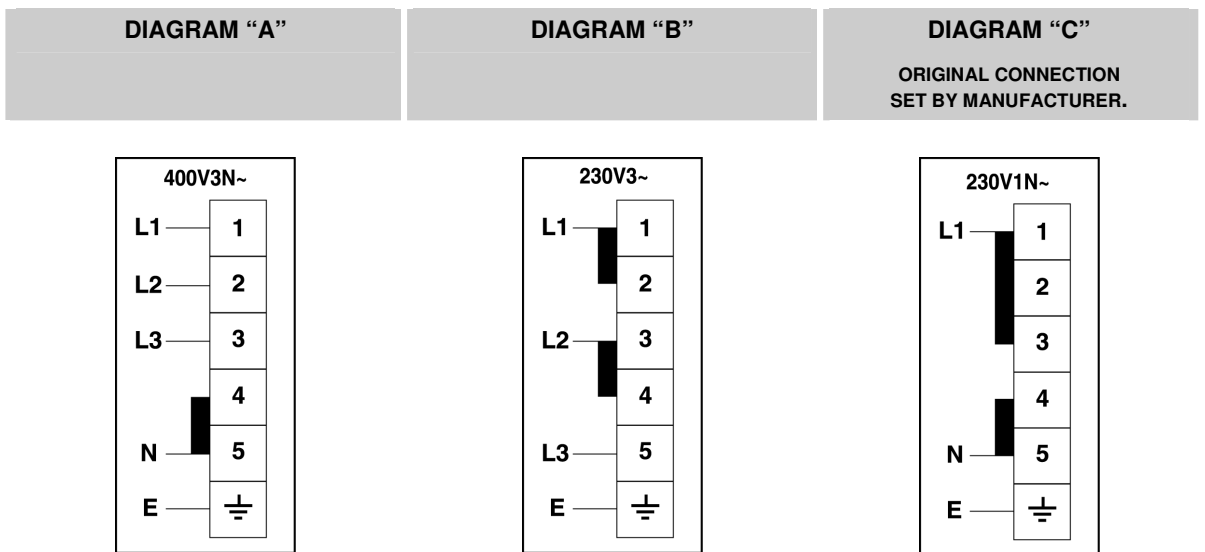 DIAGRAM “A”
DIAGRAM “B”
DIAGRAM “C”
ORIGINAL CONNECTION
SET BY MANUFACTURER.
400V3N~
L1 1
L2 2
L3 3
4
N 5
E
230V3~
L1 1
2
L2 3
4
L3 5
E
230V1N~
L1 1
2
3
4
N 5
E